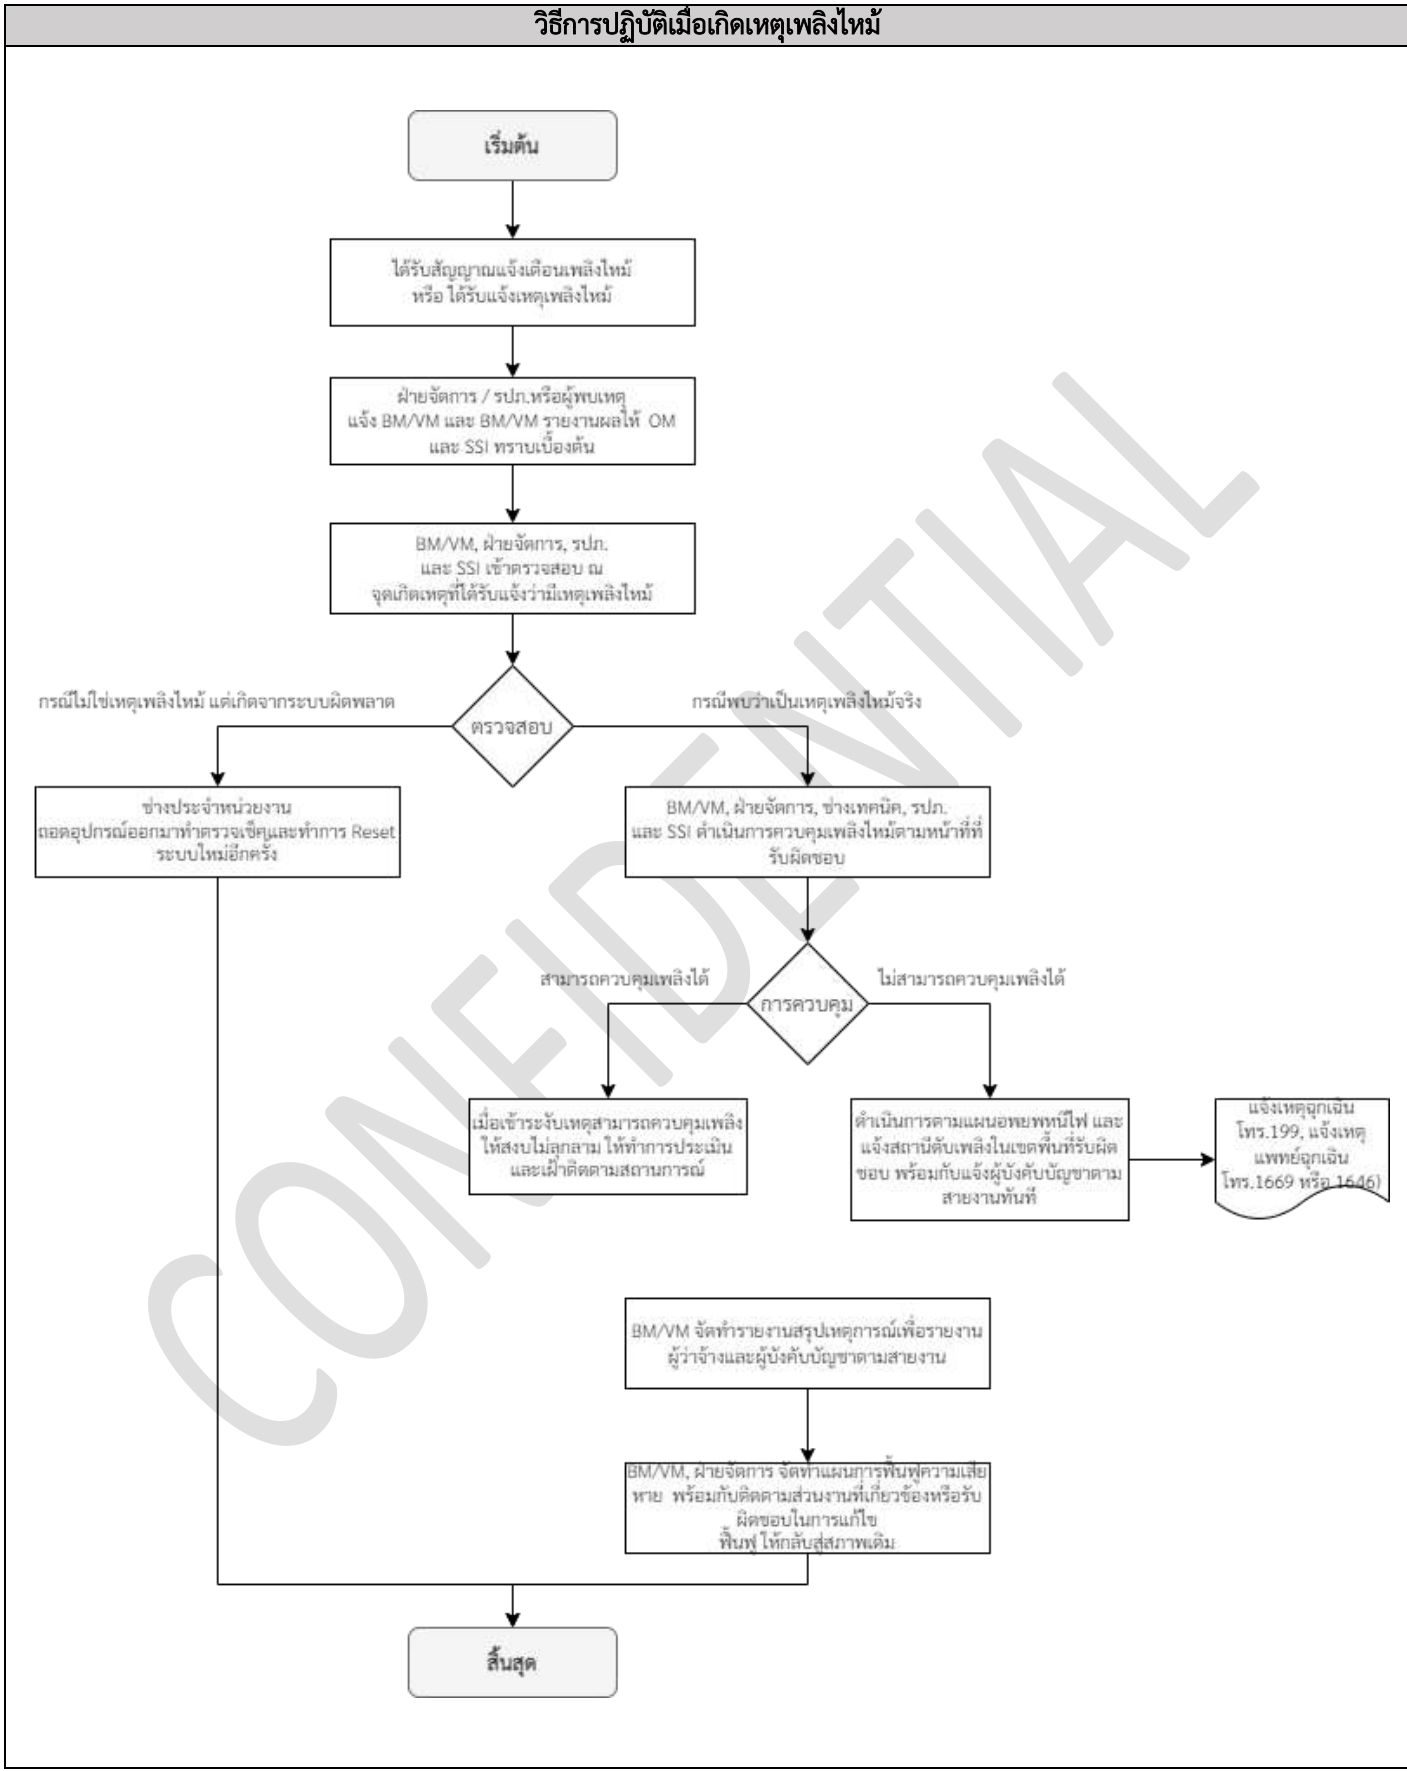 วิธีการปฏิบัติเมื่อเกิดเหตุเพลิงไหม้
เริ่มต้น
ได้รับสัญญาณแจ้งเตือนเพลิงไหม้
หรือ ได้รับแจ้งเหตุเพลิงไหม้
ฝ่ายจัดการ / รปภ.หรือผู้พบเหตุ
แจ้ง BM/VM และ BM/VM รายงานผลให้ OM
และ SSI ทราบเบื้องต้น
BM/VM, ฝ่ายจัดการ, รปภ.
และ SSI เข้าตรวจสอบ ณ
จุดเกิดเหตุที่ได้รับแจ้งว่ามีเหตุเพลิงไหม้
กรณีไม่ใช่เหตุเพลิงไหม้ แต่เกิดจากระบบผิดพลาด
ตรวจสอบ
กรณีพบว่าเป็นเหตุเพลิงไหม้จริง
ช่างประจำหน่วยงาน
ถอดอุปกรณ์ออกมาทำตรวจเช็คและทำการ Reset
ระบบใหม่อีกครั้ง
BM/VM, ฝ่ายจัดการ, ช่างเทคนิค, รปภ.
และ SSI ดำเนินการควบคุมเพลิงไหม้ตามหน้าที่ที่
รับผิดชอบ
สามารถควบคุมเพลิงได้
การควบคุม
ไม่สามารถควบคุมเพลิงได้
เมื่อเข้าระงับเหตุสามารถควบคุมเพลิง
ให้สงบไม่ลุกลาม ให้ทำการประเมิน
และเฝ้าติดตามสถานการณ์
ดำเนินการตามแผนอพยพหนีไฟ และ
แจ้งสถานีดับเพลิงในเขตพื้นที่รับผิด
ชอบ พร้อมกับแจ้งผู้บังคับบัญชาตาม
สายงานทันที
แจ้งเหตุฉุกเฉิน
โทร.199, แจ้งเหตุ
แพทย์ฉุกเฉิน
โทร.1669 หรือ 1646)
BM/VM จัดทำรายงานสรุปเหตุการณ์เพื่อรายงาน
ผู้ว่าจ้างและผู้บังคับบัญชาตามสายงาน
BM/VM, ฝ่ายจัดการ จัดทำแผนการฟื้นฟูความเสีย
หาย พร้อมกับติดตามส่วนงานที่เกี่ยวข้องหรือรับ
ผิดชอบในการแก้ไข
ฟื้นฟู ให้กลับสู่สภาพเดิม
สิ้นสุด
CONFIDENTIAL